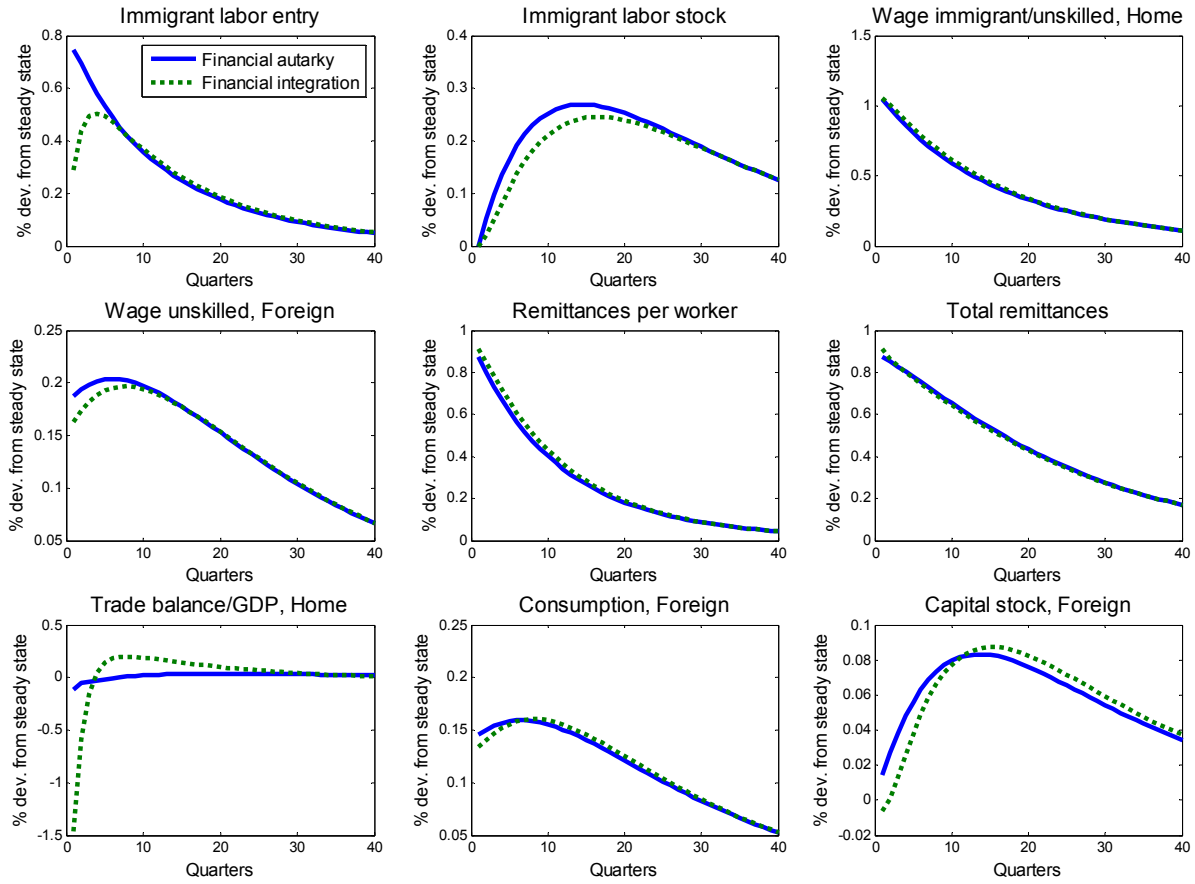 Immigrant labor entry
% dev. from steady state
0.8
0.6
0.4
0.2
0
Financial autarky
Financial integration
0 10 20 30 40
Quarters
Immigrant labor stock
% dev. from steady state
0.4
0.3
0.2
0.1
0
0 10 20 30 40
Quarters
Wage immigrant/unskilled, Home
% dev. from steady state
1.5
1
0.5
0
0 10 20 30 40
Quarters
Wage unskilled, Foreign
% dev. from steady state
0.25
0.2
0.15
0.1
0.05
0 10 20 30 40
Quarters
Remittances per worker
% dev. from steady state
1
0.8
0.6
0.4
0.2
0
0 10 20 30 40
Quarters
Total remittances
% dev. from steady state
1
0.8
0.6
0.4
0.2
0
0 10 20 30 40
Quarters
Trade balance/GDP, Home
% dev. from steady state
0.5
0
-0.5
-1
-1.5
0 10 20 30 40
Quarters
Consumption, Foreign
% dev. from steady state
0.2
0.15
0.1
0.05
0 10 20 30 40
Quarters
Capital stock, Foreign
% dev. from steady state
0.1
0.08
0.06
0.04
0.02
0
-0.02
0 10 20 30 40
Quarters